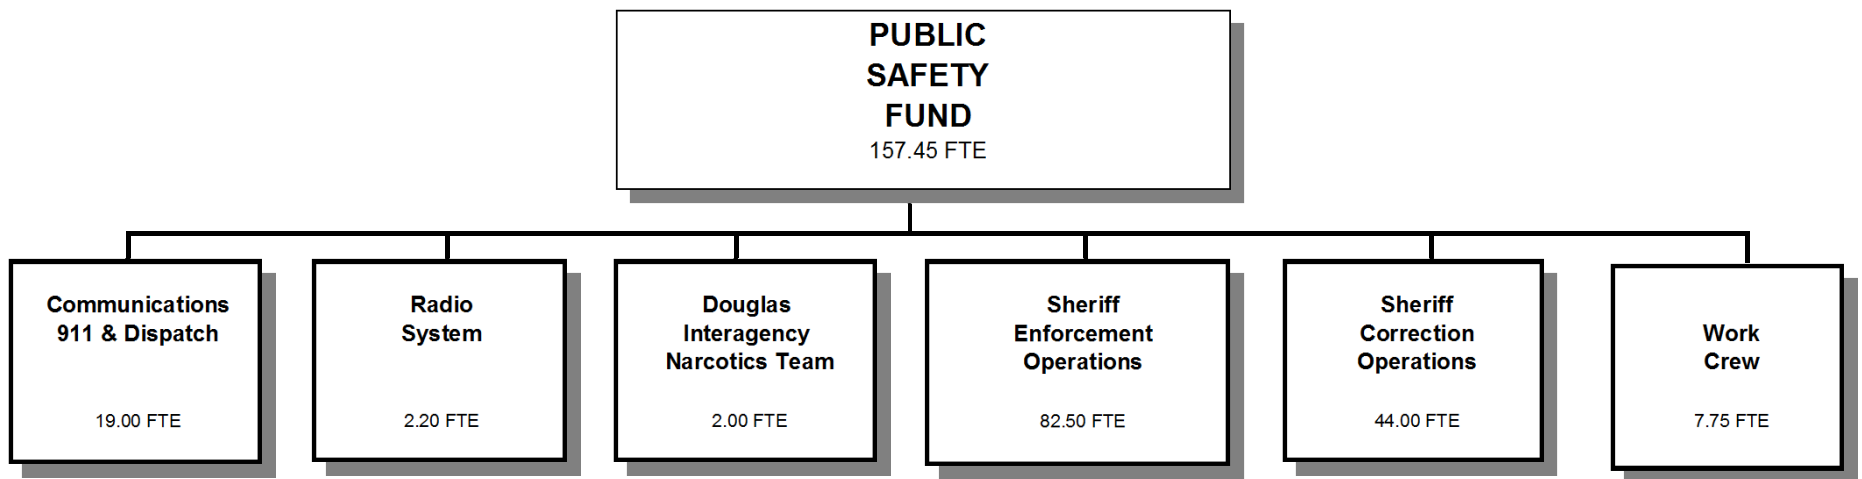 PUBLIC
SAFETY
FUND
157.45 FTE
Communications
911 & Dispatch
19.00 FTE
Radio
System
2.20 FTE
Douglas
Interagency
Narcotics Team
2.00 FTE
Sheriff
Enforcement
Operations
82.50 FTE
Sheriff
Correction
Operations
44.00 FTE
Work
Crew
7.75 FTE